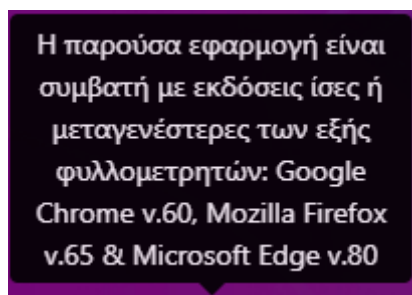 Η παρούσα εφαρμογή είναι
συμβατή με εκδόσεις ίσες ή
μεταγενέστερες των εξής
φυλλομετρητών: Google
Chrome v.60, Mozilla Firefox
v.65 & Microsoft Edge v.80